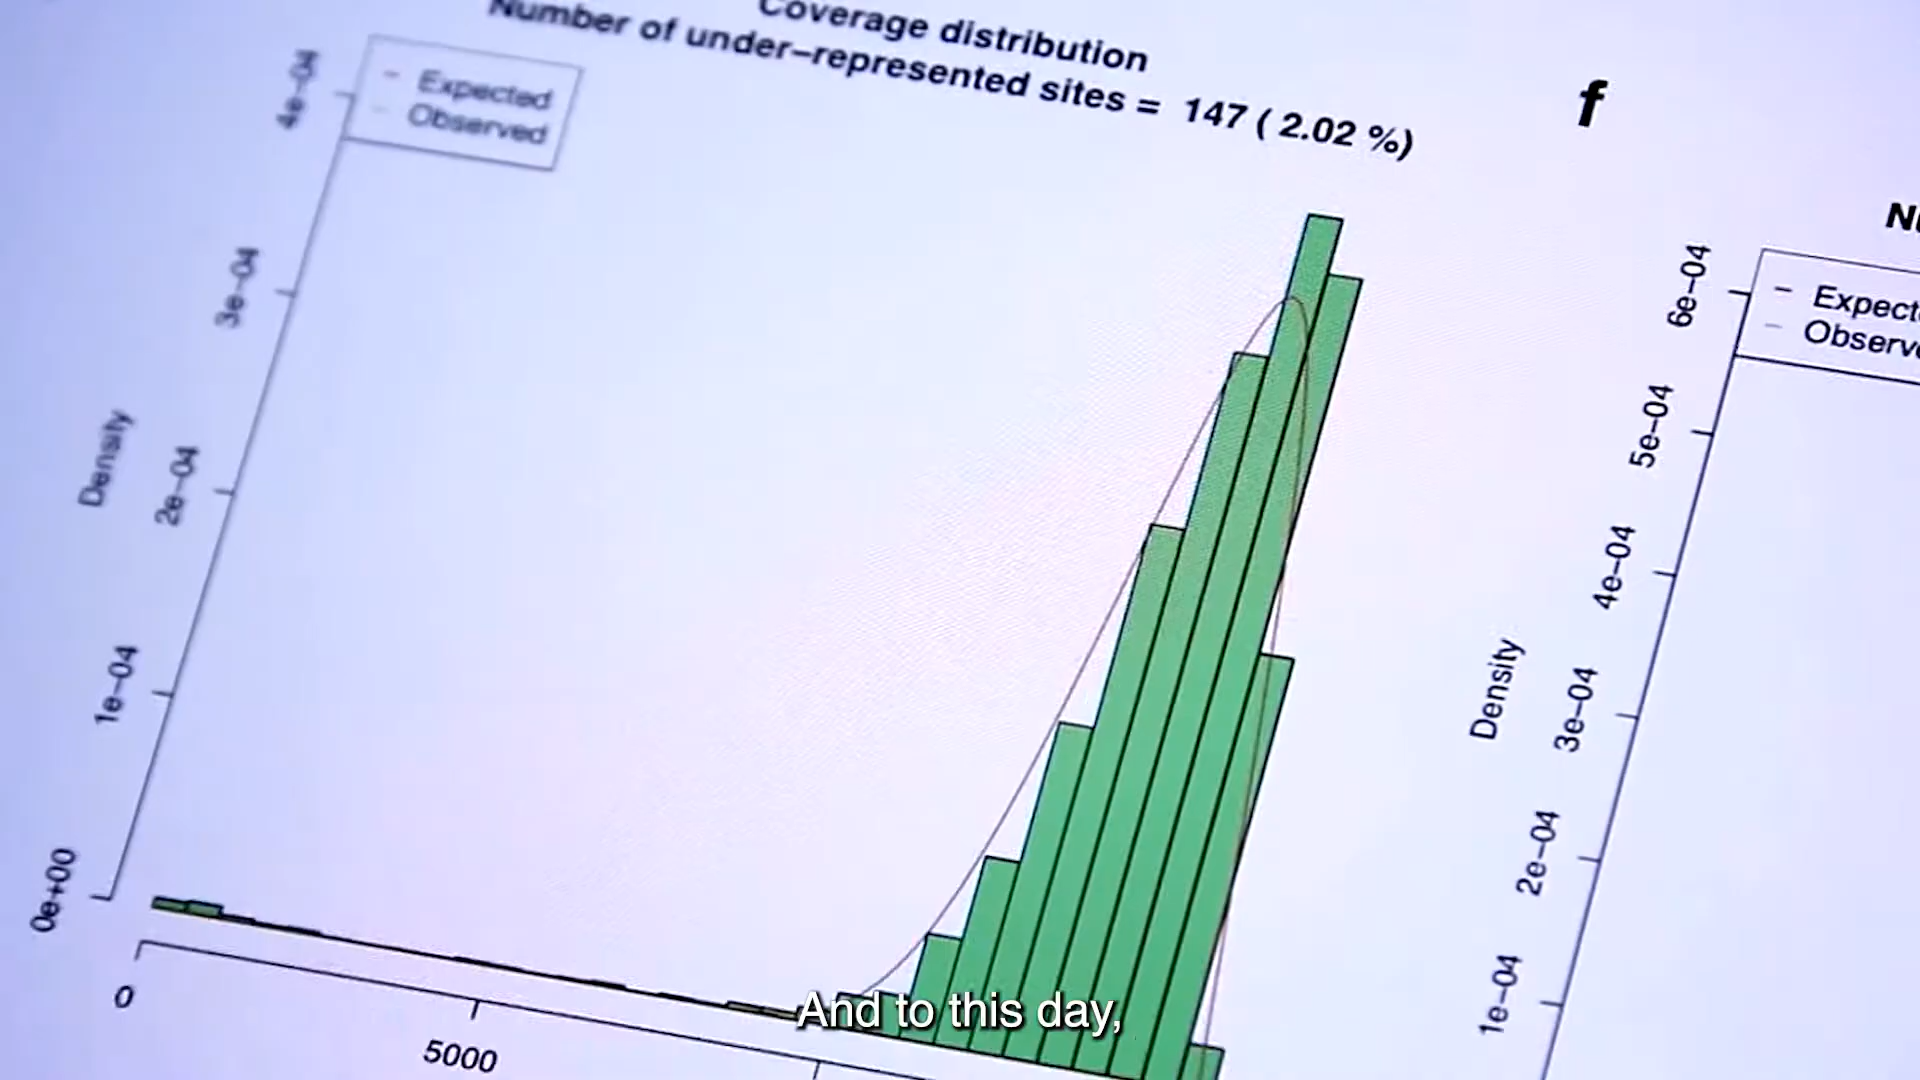 Coverage distribution
Number of under–represented sites = 147 ( 2.02 %)
Expected
Observed
4e–04
3e–04
2e–04
1e–04
0e+00
Density
0
5000
f
6e–04
5e–04
4e–04
3e–04
2e–04
1e–04
Density
And to this day,